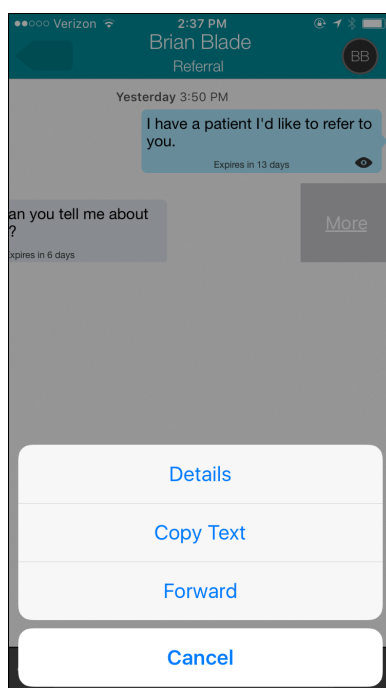 Verizon 2:37 PM
Brian Blade
Referral
BB
Yesterday 3:50 PM
I have a patient I'd like to refer to
you.
Expires in 13 days
an you tell me about
?
xpires in 6 days
More
Details
Copy Text
Forward
Cancel